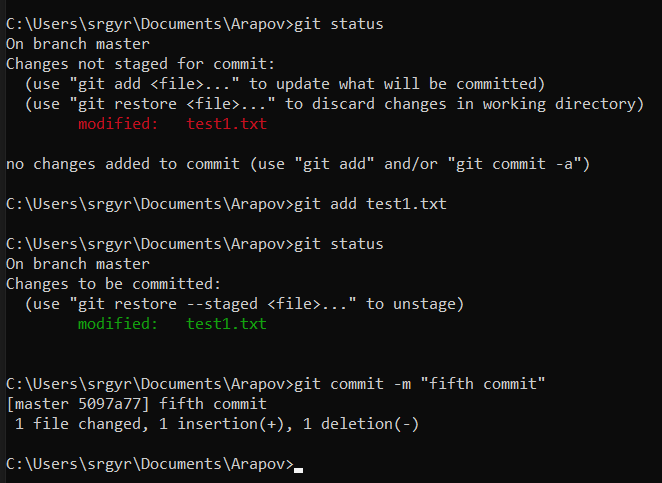 C:\Users\srgyr\Documents\Arapov>git status
On branch master
Changes not staged for commit:
  (use "git add <file>..." to update what will be committed)
  (use "git restore <file>..." to discard changes in working directory)
        modified:   test1.txt

no changes added to commit (use "git add" and/or "git commit -a")

C:\Users\srgyr\Documents\Arapov>git add test1.txt

C:\Users\srgyr\Documents\Arapov>git status
On branch master
Changes to be committed:
  (use "git restore --staged <file>..." to unstage)
        modified:   test1.txt


C:\Users\srgyr\Documents\Arapov>git commit -m "fifth commit"
[master 5097a77] fifth commit
 1 file changed, 1 insertion(+), 1 deletion(-)

C:\Users\srgyr\Documents\Arapov>